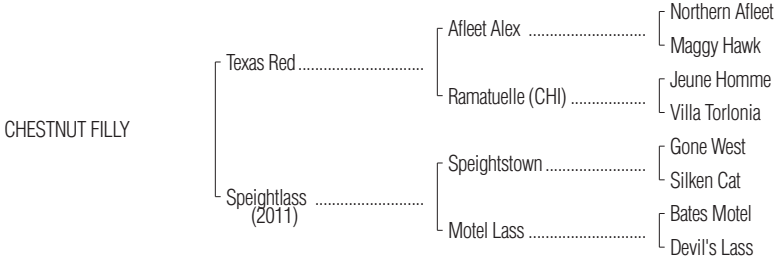 Northern Afleet
Afleet Alex ..............................
Maggy Hawk
Texas Red ................................
Jeune Homme
Ramatuelle (CHI) ...................
Villa Torlonia
CHESTNUT FILLY
Gone West
Speightstown .........................
Silken Cat
Speightlass ............................
(2011)
Bates Motel
Motel Lass .............................
Devil's Lass